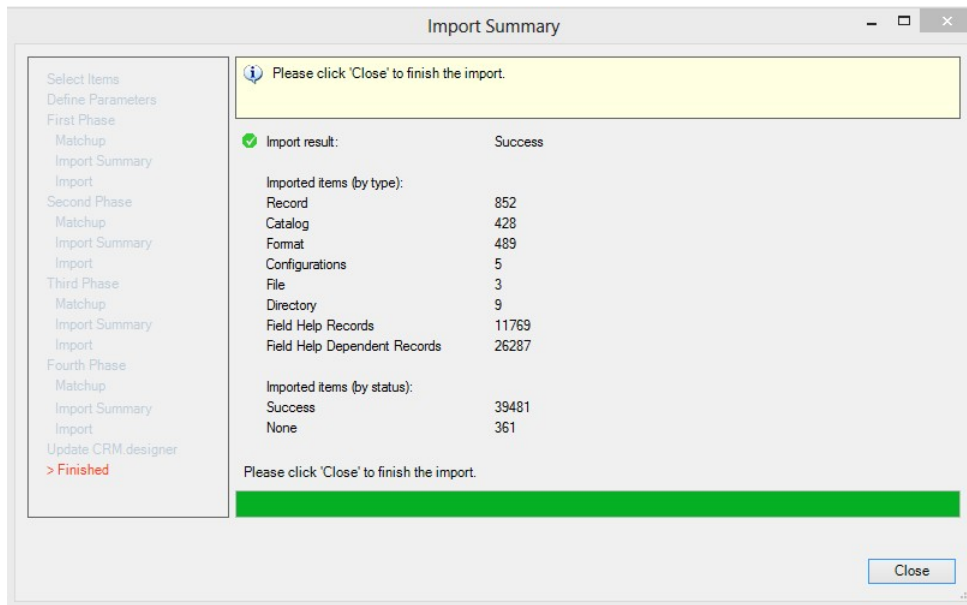 Import Summary
Select Items
Define Parameters
First Phase
Matchup
Import Summary
Import
Second Phase
Matchup
Import Summary
Import
Third Phase
Matchup
Import Summary
Import
Fourth Phase
Matchup
Import Summary
Import
Update CRM.designer
> Finished
Please click 'Close' to finish the import.
Import result: Success
Imported items (by type):
Record 852
Catalog 428
Format 489
Configurations 5
File 3
Directory 9
Field Help Records 11769
Field Help Dependent Records 26287
Imported items (by status):
Success 39481
None 361
Please click 'Close' to finish the import.
Close